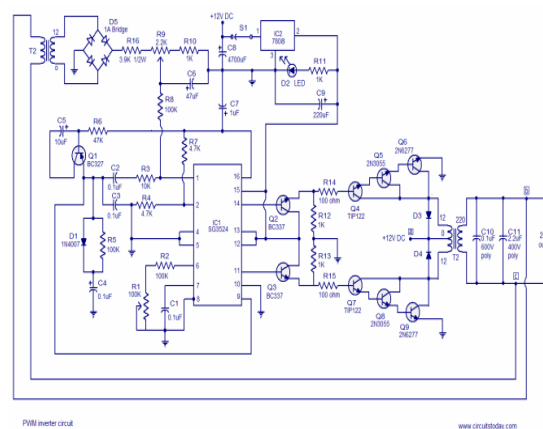 +12V DC
S1
IC2
7808
1
2
3
D5
1A Bridge
12
0
T2
R16
3.9K 1/2W
R9
2.2K
R10
1K
C8
4700uF
D2 LED
R11
1K
C6
47uF
C9
220uF
C7
1uF
R8
100K
C5
10uF
R6
47K
R7
4.7K
Q1
BC327
C2
0.1uF
R3
10K
C3
0.1uF
R4
4.7K
D1
1N4007
R5
100K
C4
0.1uF
R2
100K
R1
100K
C1
0.1uF
IC1
SG3524
1
2
4
5
6
7
8
16
15
14
13
12
11
10
9
Q2
BC337
Q3
BC337
R14
100 ohm
R12
1K
R13
1K
R15
100 ohm
Q4
TIP122
Q5
2N3055
Q6
2N6277
Q7
TIP122
Q8
2N3055
Q9
2N6277
D3
D4
+12V DC
12
0
12
220
T2
C10
0.1uF
600V
poly
C11
2.2uF
400V
poly
PWM inverter circuit
www.circuitstoday.com